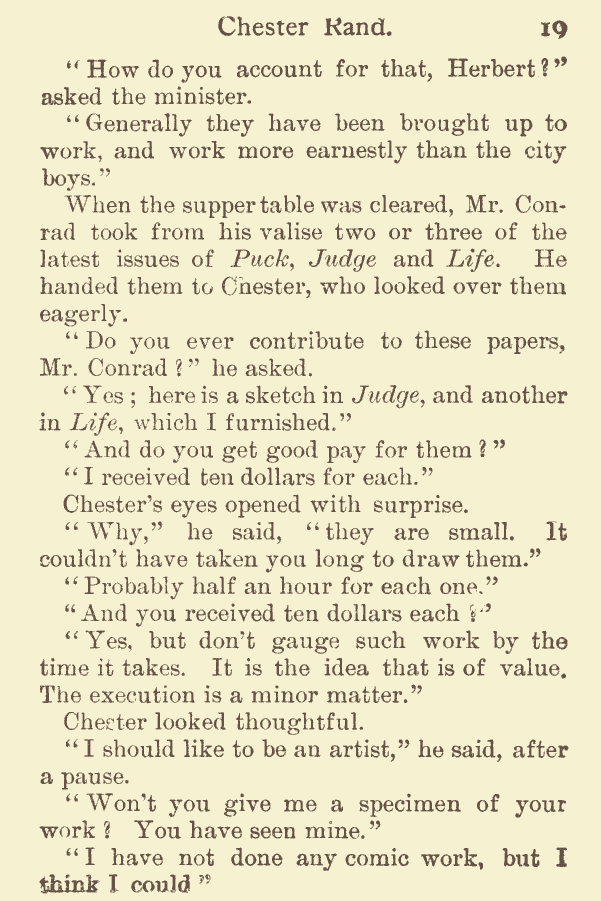 Chester Rand. 19
“How do you account for that, Herbert?”
asked the minister.
“Generally they have been brought up to
work, and work more earnestly than the city
boys.”
When the supper table was cleared, Mr. Con-
rad took from his valise two or three of the
latest issues of Puck, Judge and Life. He
handed them to Chester, who looked over them
eagerly.
“Do you ever contribute to these papers,
Mr. Conrad?” he asked.
“Yes; here is a sketch in Judge, and another
in Life, which I furnished.”
“And do you get good pay for them?”
“I received ten dollars for each.”
Chester’s eyes opened with surprise.
“Why,” he said, “they are small. It
couldn’t have taken you long to draw them.”
“Probably half an hour for each one.”
“And you received ten dollars each?”
“Yes, but don’t gauge such work by the
time it takes. It is the idea that is of value.
The execution is a minor matter.”
Chester looked thoughtful.
“I should like to be an artist,” he said, after
a pause.
“Won’t you give me a specimen of your
work? You have seen mine.”
“I have not done any comic work, but I
think I could”